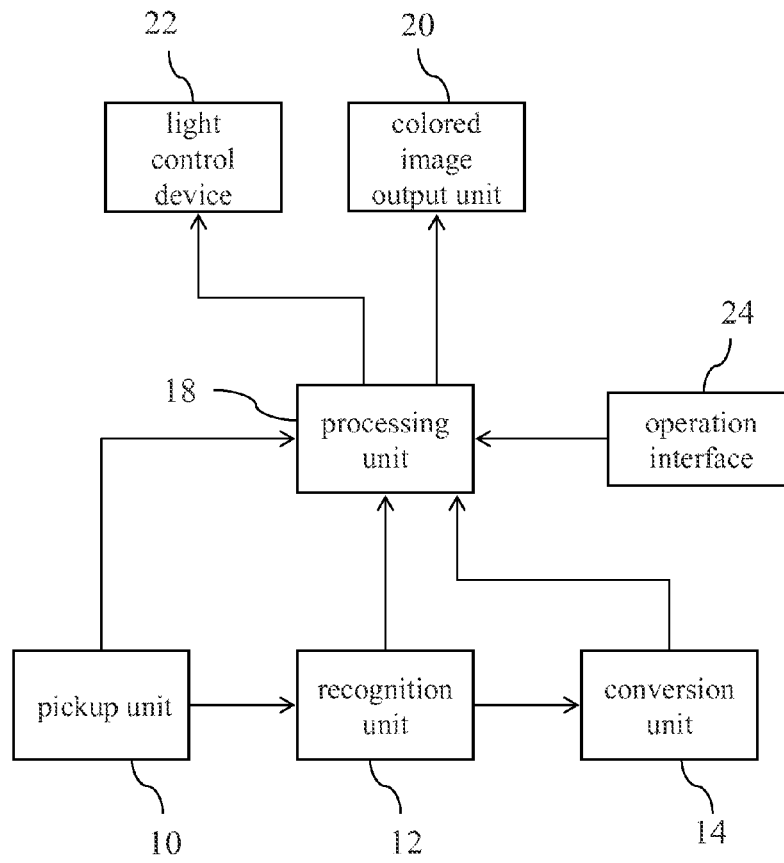 22
20
light
control
device
colored
image
output unit
24
18
processing
unit
operation
interface
pickup unit
recognition
unit
conversion
unit
10
12
14